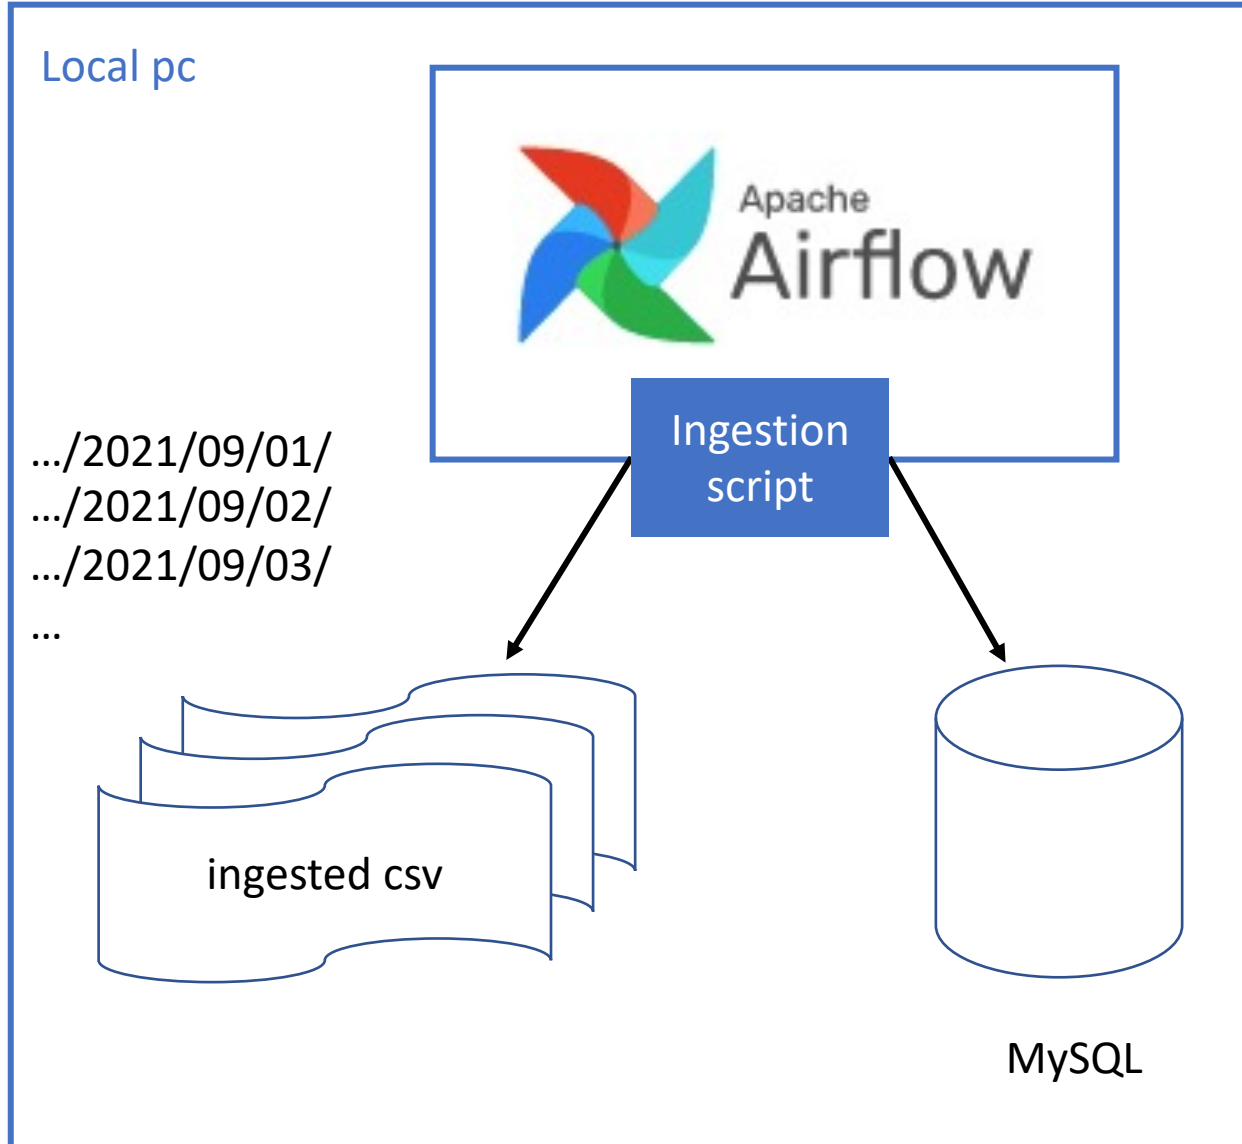 Local pc
Apache
Airflow
Ingestion
script
.../2021/09/01/
.../2021/09/02/
.../2021/09/03/
...
ingested csv
MySQL